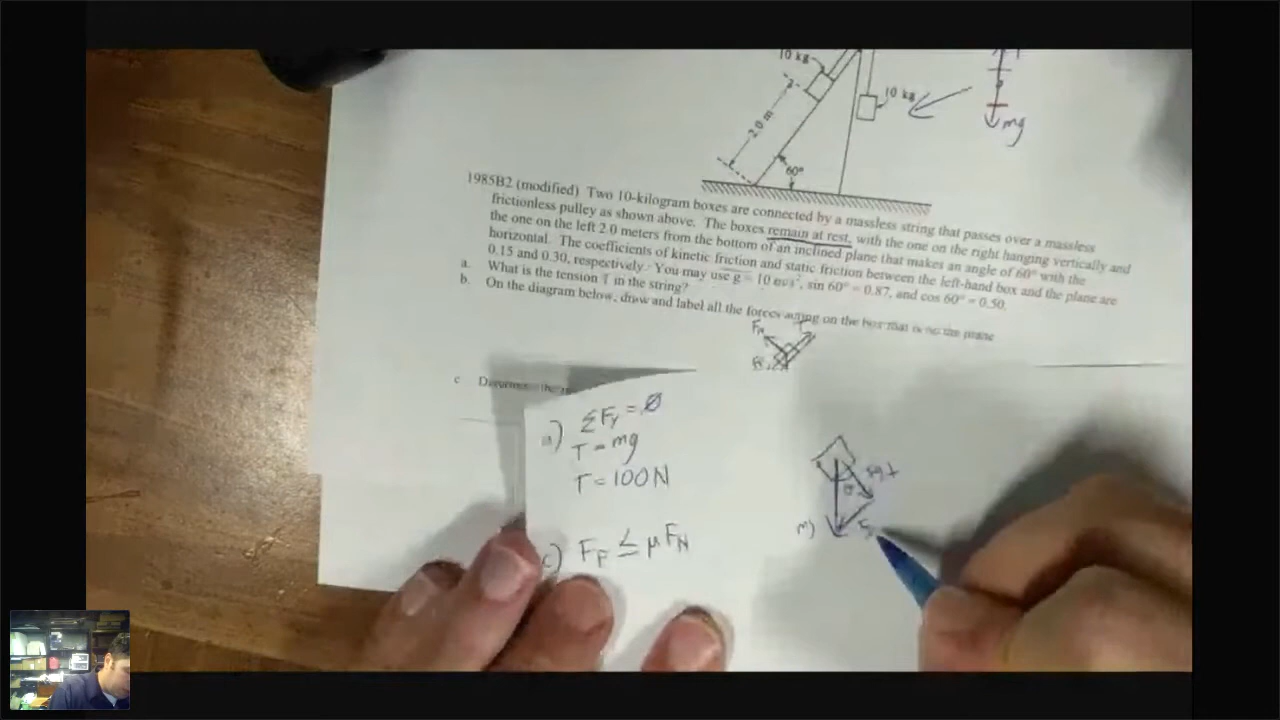 10 kg
10 kg
mg
2.0 m
60°
1985B2 (modified) Two 10-kilogram boxes are connected by a massless string that passes over a massless
frictionless pulley as shown above. The boxes remain at rest, with the one on the right hanging vertically and
the one on the left 2.0 meters from the bottom of an inclined plane that makes an angle of 60° with the
horizontal. The coefficients of kinetic friction and static friction between the left-hand box and the plane are
0.15 and 0.30, respectively. You may use g = 10 m/s², sin 60° = 0.87, and cos 60° = 0.50.
a. What is the tension T in the string?
b. On the diagram below, draw and label all the forces acting on the box that is on the plane
FN T
c. the
a) ΣFy = 0
T = mg
T = 100N
c) FF ≤ μ FN
θ